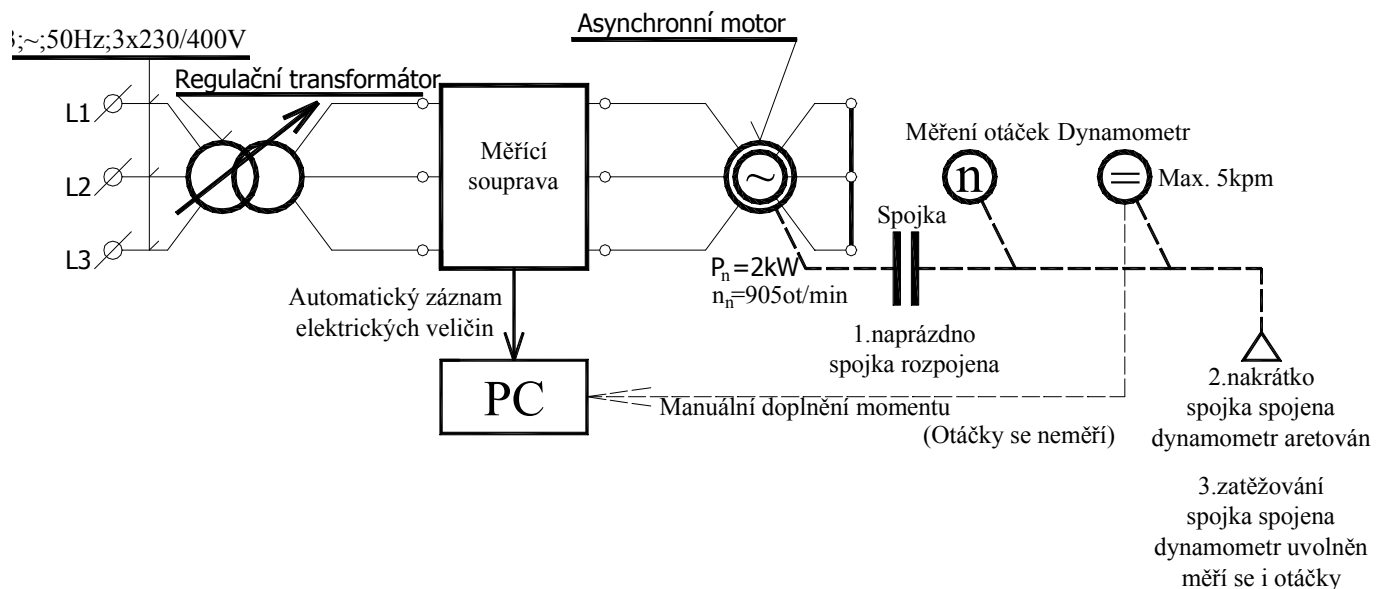 ;~;50Hz;3x230/400V
Asynchronní motor
Regulační transformátor
L1
L2
L3
Měřící
souprava
~
Měření otáček Dynamometr
n
=
Max. 5kpm
Spojka
Pn=2kW
nn=905ot/min
Automatický záznam
elektrických veličin
1.naprázdno
spojka rozpojena
PC
Manuální doplnění momentu
(Otáčky se neměří)
2.nakrátko
spojka spojena
dynamometr aretován
3.zatěžování
spojka spojena
dynamometr uvolněn
měří se i otáčky